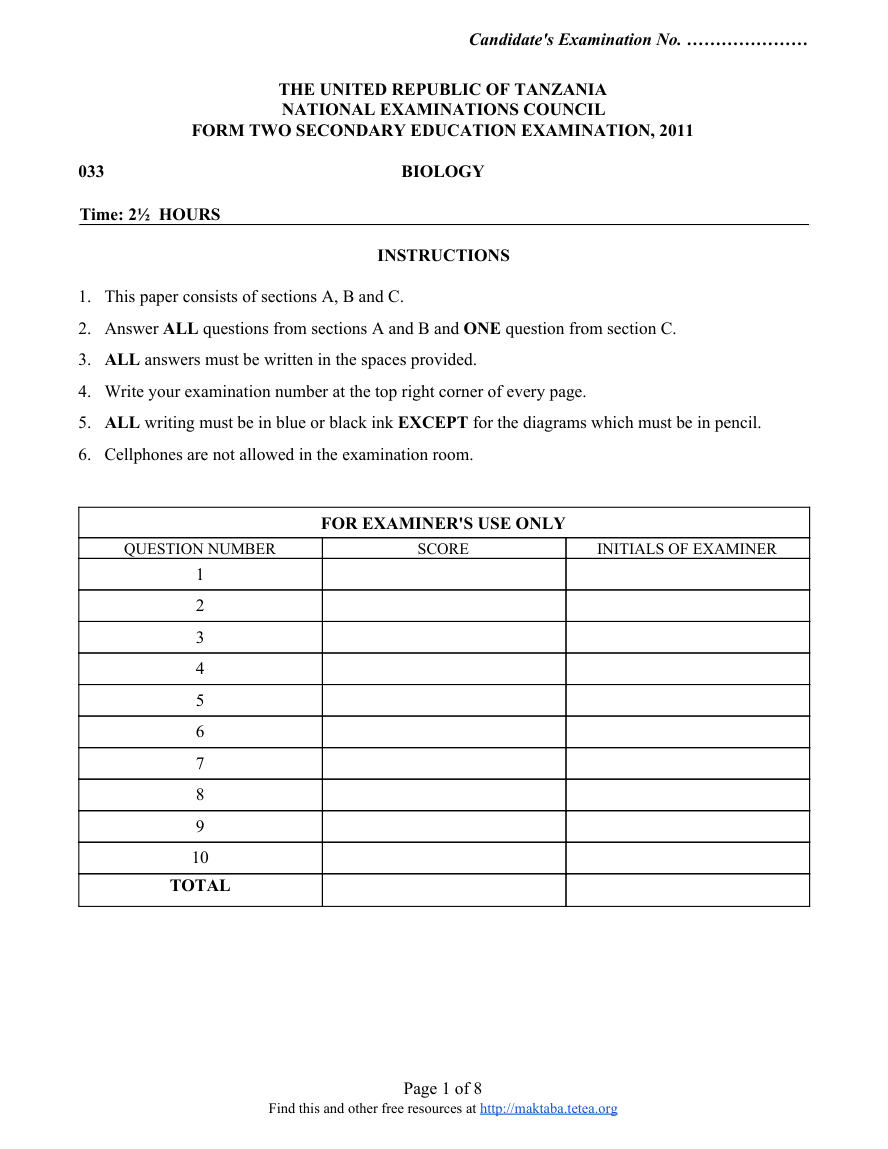 Candidate's Examination No. …………………
THE UNITED REPUBLIC OF TANZANIA
NATIONAL EXAMINATIONS COUNCIL
FORM TWO SECONDARY EDUCATION EXAMINATION, 2011
033 BIOLOGY
Time: 2½ HOURS
INSTRUCTIONS
1. This paper consists of sections A, B and C.
2. Answer ALL questions from sections A and B and ONE question from section C.
3. ALL answers must be written in the spaces provided.
4. Write your examination number at the top right corner of every page.
5. ALL writing must be in blue or black ink EXCEPT for the diagrams which must be in pencil.
6. Cellphones are not allowed in the examination room.
FOR EXAMINER'S USE ONLY
QUESTION NUMBER SCORE INITIALS OF EXAMINER
1
2
3
4
5
6
7
8
9
10
TOTAL
Page 1 of 8
Find this and other free resources at http://maktaba.tetea.org